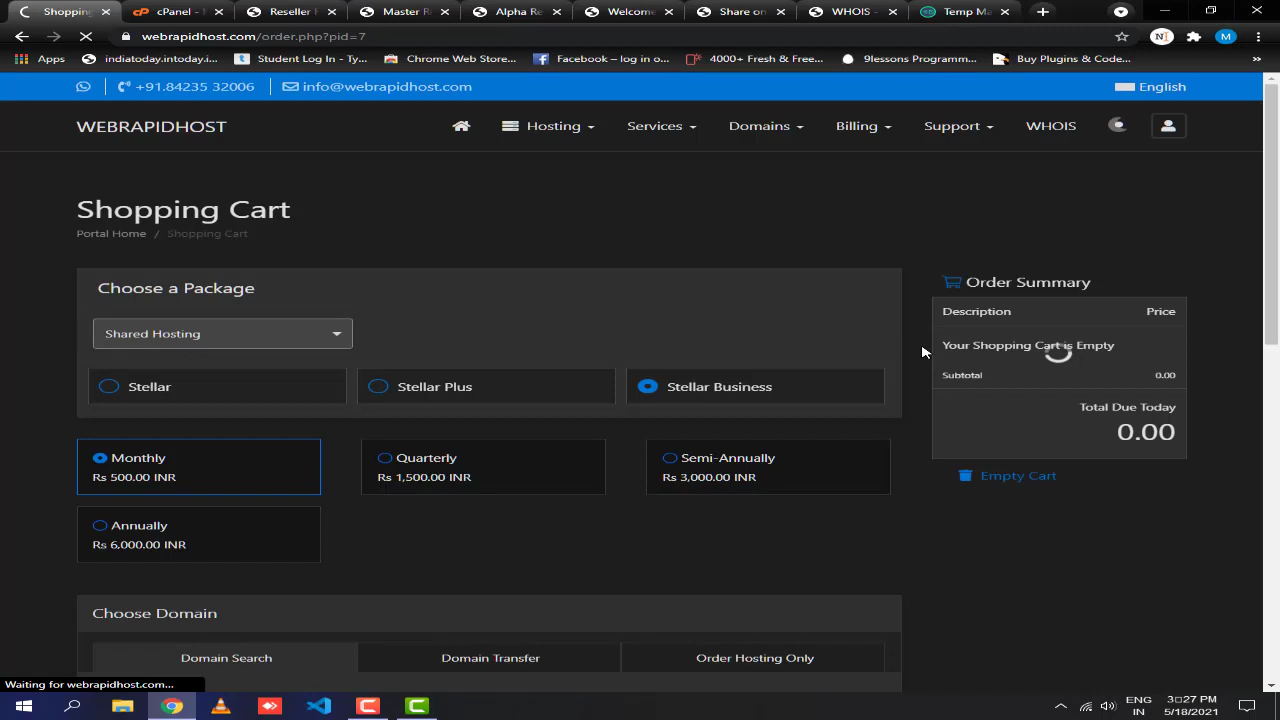 Shopping
cPanel -
Reseller H
Master R
Alpha Re
Welcome
Share on
WHOIS -
Temp Ma
webrapidhost.com/order.php?pid=7
Apps
indiatoday.intoday.i...
Student Log In - Ty...
Chrome Web Store...
Facebook – log in o...
4000+ Fresh & Free...
9lessons Programm...
Buy Plugins & Code...
»
+91.84235 32006
info@webrapidhost.com
English
WEBRAPIDHOST
Hosting
Services
Domains
Billing
Support
WHOIS
Shopping Cart
Portal Home / Shopping Cart
Choose a Package
Shared Hosting
Stellar
Stellar Plus
Stellar Business
Monthly
Rs 500.00 INR
Quarterly
Rs 1,500.00 INR
Semi-Annually
Rs 3,000.00 INR
Annually
Rs 6,000.00 INR
Order Summary
Description Price
Your Shopping Cart is Empty
Subtotal 0.00
Total Due Today
0.00
Empty Cart
Choose Domain
Domain Search
Domain Transfer
Order Hosting Only
Waiting for webrapidhost.com...
ENG
IN
3:27 PM
5/18/2021